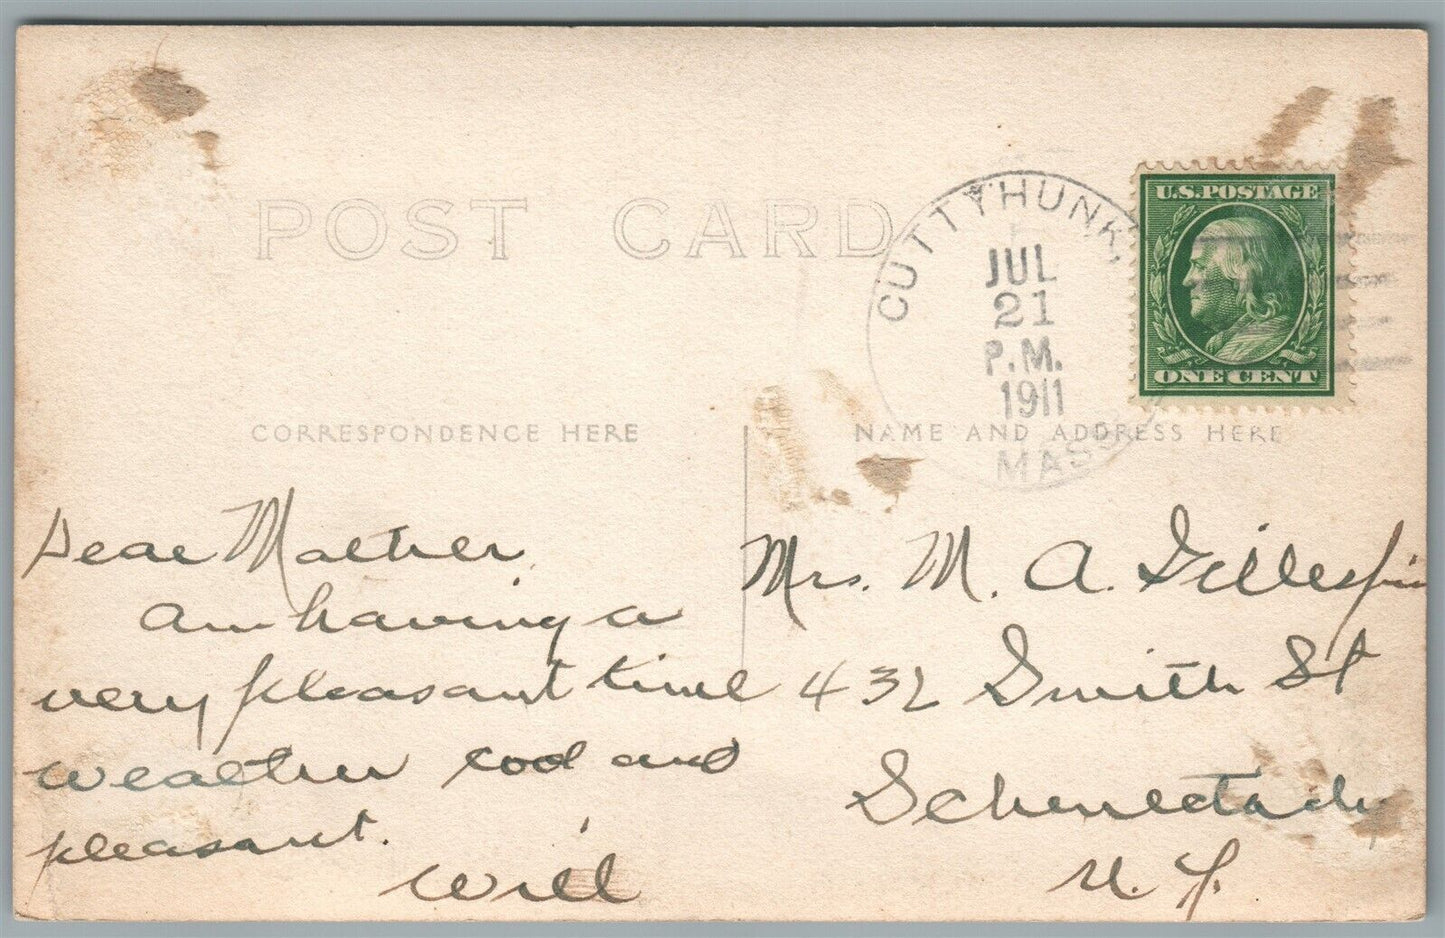 POST CARD
CUTTYHUNK,
JUL
21
P.M.
1911
MASS
U.S. POSTAGE
ONE CENT
CORRESPONDENCE HERE
NAME AND ADDRESS HERE
Dear Mother,
am having a
very pleasant time
weather cool and
pleasant.
Will
Mrs. M. A. Gillespie
432 Smith St
Schenectady
N. Y.